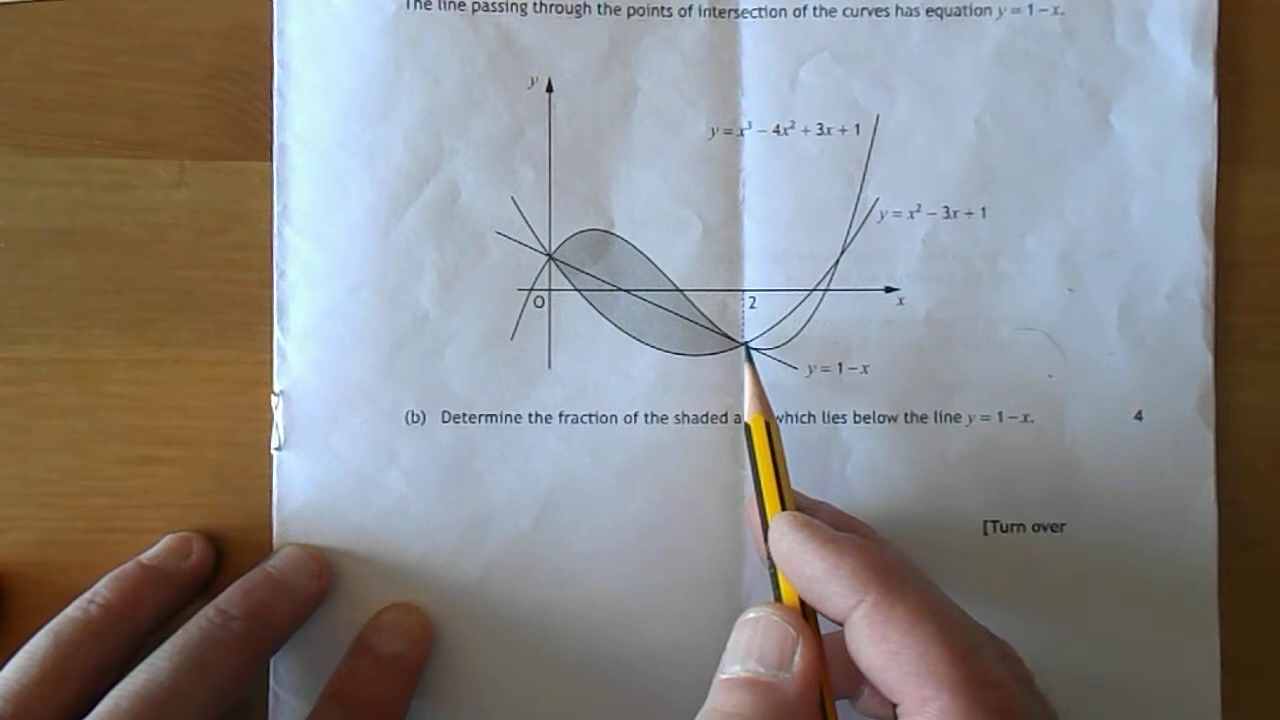 The line passing through the points of intersection of the curves has equation y = 1 – x.
y
y = x³ – 4x² + 3x + 1
y = x² – 3x + 1
O
2
x
y = 1 – x
(b) Determine the fraction of the shaded a which lies below the line y = 1 – x. 4
[Turn over